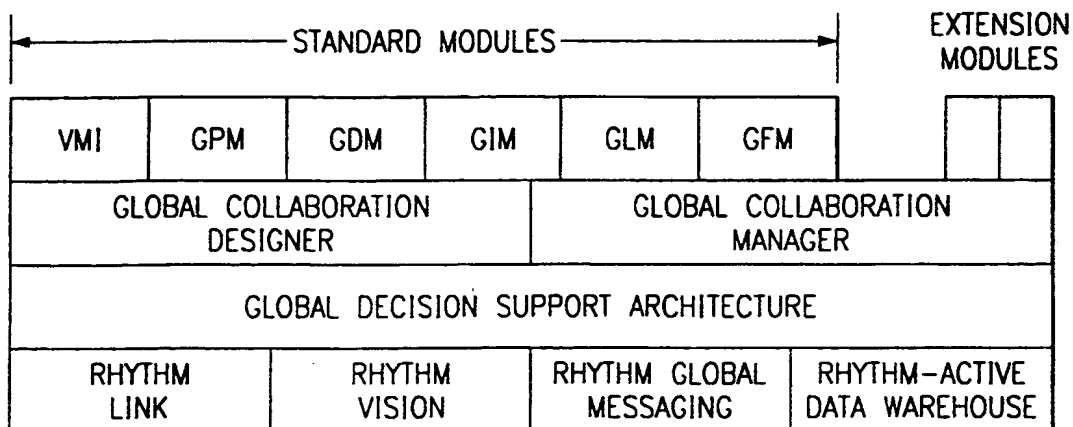 STANDARD MODULES
EXTENSION
MODULES
VMI GPM GDM GIM GLM GFM
GLOBAL COLLABORATION
DESIGNER
GLOBAL COLLABORATION
MANAGER
GLOBAL DECISION SUPPORT ARCHITECTURE
RHYTHM
LINK
RHYTHM
VISION
RHYTHM GLOBAL
MESSAGING
RHYTHM-ACTIVE
DATA WAREHOUSE